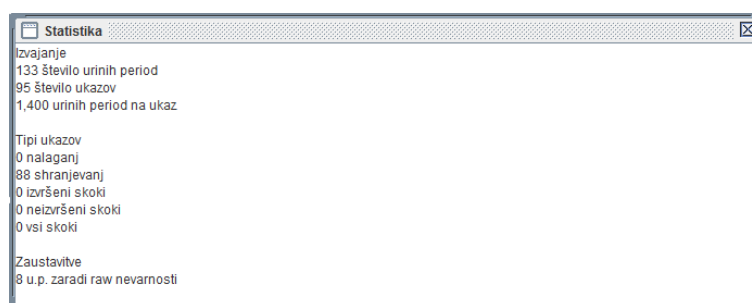 Statistika
Izvajanje
133 število urinih period
95 število ukazov
1,400 urinih period na ukaz
Tipi ukazov
0 nalaganj
88 shranjevanj
0 izvršeni skoki
0 neizvršeni skoki
0 vsi skoki
Zaustavitve
8 u.p. zaradi raw nevarnosti